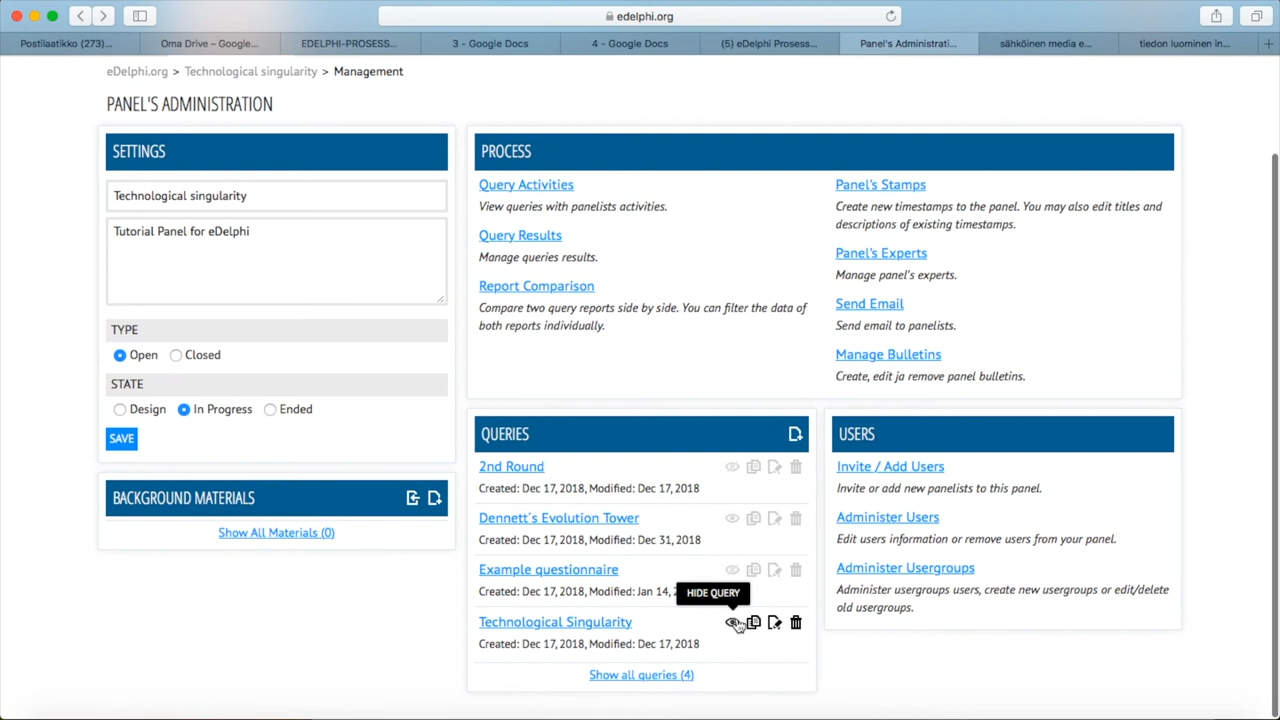 edelphi.org
Postilaatikko (273)...
Oma Drive – Google...
EDELPHI-PROSESS...
3 - Google Docs
4 - Google Docs
(5) eDelphi Prosess...
Panel's Administrati...
sähköinen media e...
tiedon luominen in...
eDelphi.org > Technological singularity > Management
PANEL'S ADMINISTRATION
SETTINGS
Technological singularity
Tutorial Panel for eDelphi
TYPE
Open
Closed
STATE
Design
In Progress
Ended
SAVE
BACKGROUND MATERIALS
Show All Materials (0)
PROCESS
Query Activities
View queries with panelists activities.
Query Results
Manage queries results.
Report Comparison
Compare two query reports side by side. You can filter the data of
both reports individually.
Panel's Stamps
Create new timestamps to the panel. You may also edit titles and
descriptions of existing timestamps.
Panel's Experts
Manage panel's experts.
Send Email
Send email to panelists.
Manage Bulletins
Create, edit ja remove panel bulletins.
QUERIES
2nd Round
Created: Dec 17, 2018, Modified: Dec 17, 2018
Dennett´s Evolution Tower
Created: Dec 17, 2018, Modified: Dec 31, 2018
Example questionnaire
Created: Dec 17, 2018, Modified: Jan 14, 2
HIDE QUERY
Technological Singularity
Created: Dec 17, 2018, Modified: Dec 17, 2018
Show all queries (4)
USERS
Invite / Add Users
Invite or add new panelists to this panel.
Administer Users
Edit users information or remove users from your panel.
Administer Usergroups
Administer usergroups users, create new usergroups or edit/delete
old usergroups.